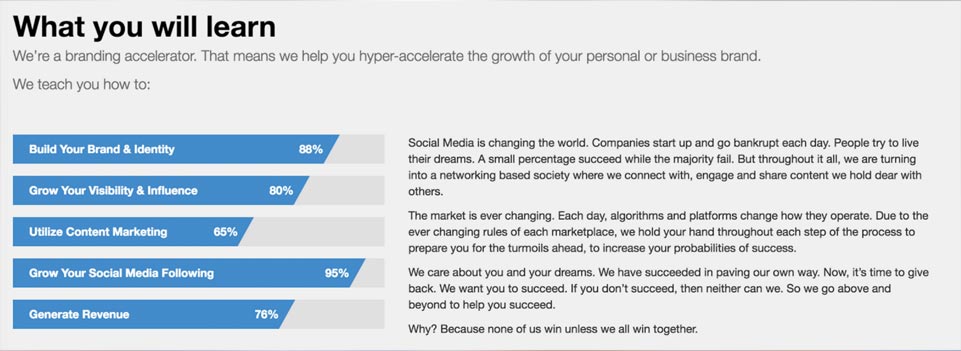 What you will learn
We're a branding accelerator. That means we help you hyper-accelerate the growth of your personal or business brand.
We teach you how to:
Build Your Brand & Identity 88%
Grow Your Visibility & Influence 80%
Utilize Content Marketing 65%
Grow Your Social Media Following 95%
Generate Revenue 76%
Social Media is changing the world. Companies start up and go bankrupt each day. People try to live
their dreams. A small percentage succeed while the majority fail. But throughout it all, we are turning
into a networking based society where we connect with, engage and share content we hold dear with
others.
The market is ever changing. Each day, algorithms and platforms change how they operate. Due to the
ever changing rules of each marketplace, we hold your hand throughout each step of the process to
prepare you for the turmoils ahead, to increase your probabilities of success.
We care about you and your dreams. We have succeeded in paving our own way. Now, it's time to give
back. We want you to succeed. If you don't succeed, then neither can we. So we go above and
beyond to help you succeed.
Why? Because none of us win unless we all win together.